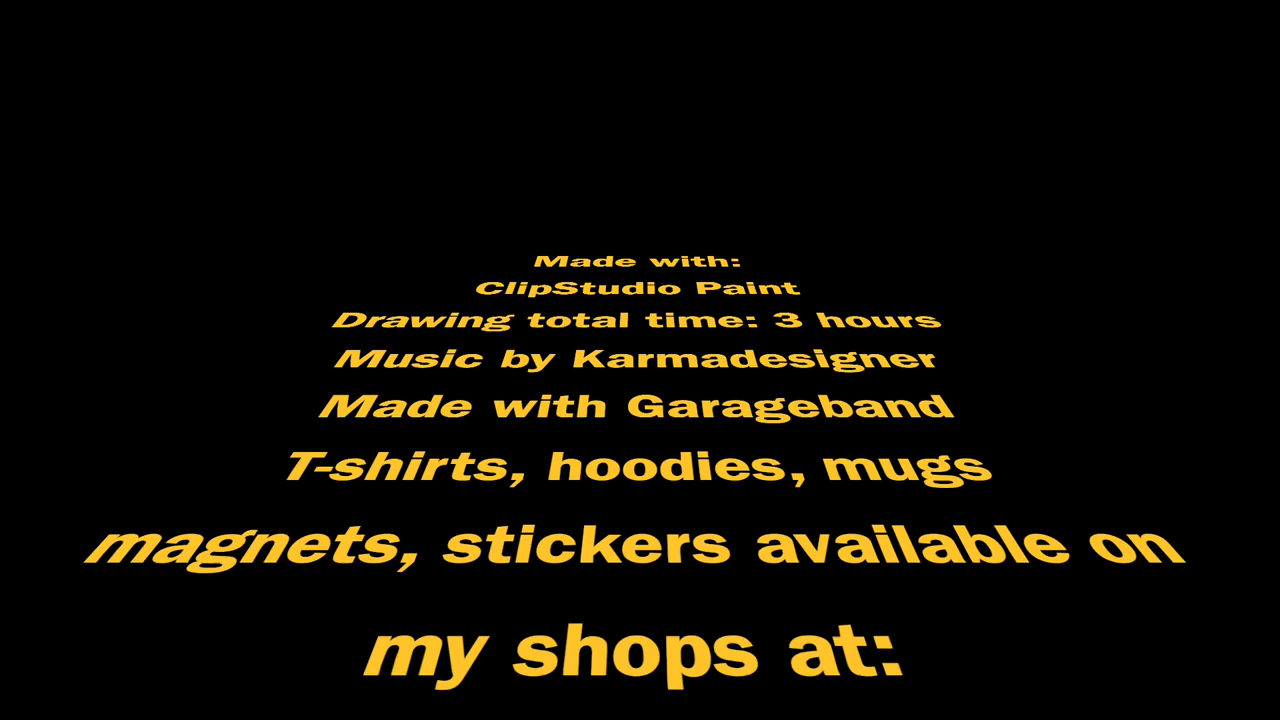 Made with:
ClipStudio Paint
Drawing total time: 3 hours
Music by Karmadesigner
Made with Garageband
T-shirts, hoodies, mugs
magnets, stickers available on
my shops at: